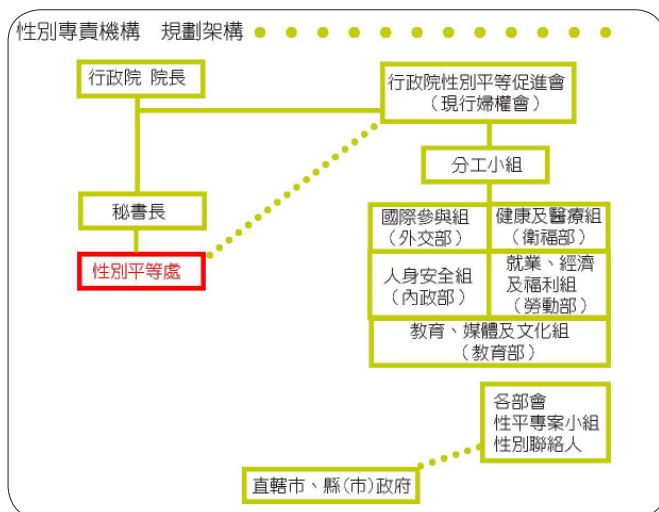 性別專責機構 規劃架構
行政院 院長
行政院性別平等促進會
(現行婦權會)
分工小組
秘書長
性別平等處
國際參與組
(外交部)
健康及醫療組
(衛福部)
人身安全組
(內政部)
就業、經濟
及福利組
(勞動部)
教育、媒體及文化組
(教育部)
各部會
性平專案小組
性別聯絡人
直轄市、縣(市)政府